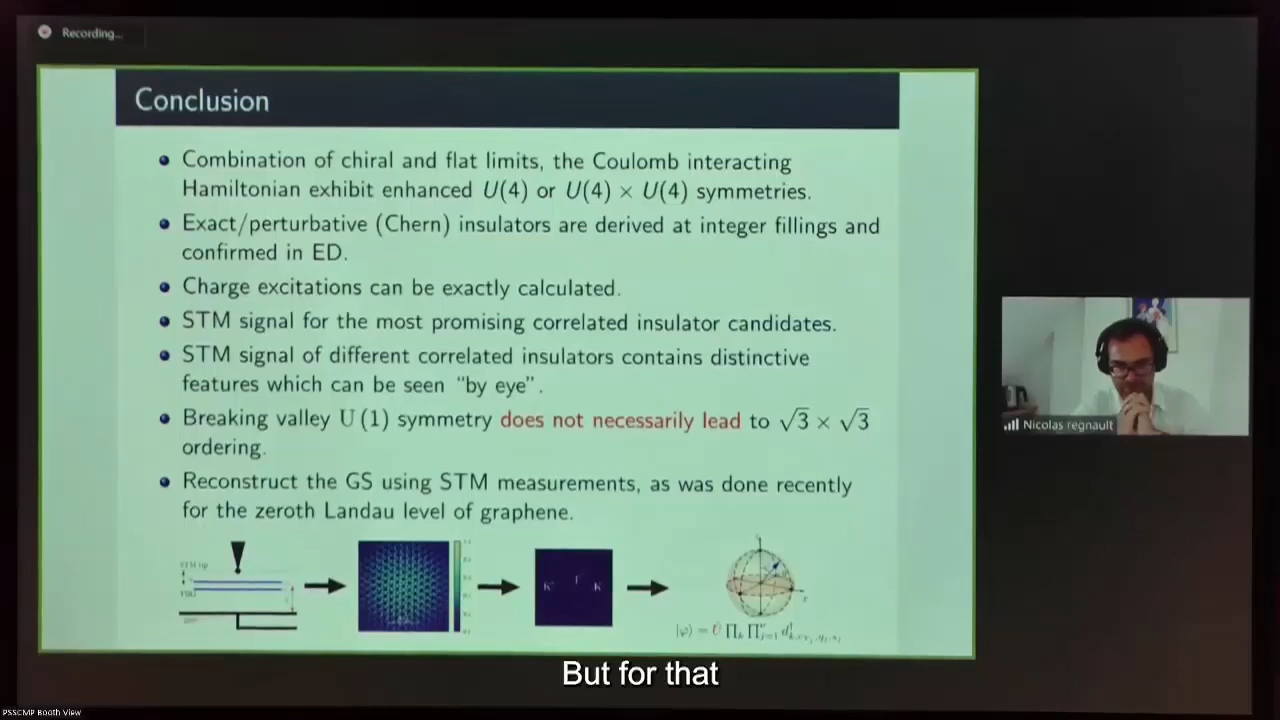 Recording...
Conclusion
Combination of chiral and flat limits, the Coulomb interacting
Hamiltonian exhibit enhanced U(4) or U(4) × U(4) symmetries.
Exact/perturbative (Chern) insulators are derived at integer fillings and
confirmed in ED.
Charge excitations can be exactly calculated.
STM signal for the most promising correlated insulator candidates.
STM signal of different correlated insulators contains distinctive
features which can be seen “by eye”.
Breaking valley U(1) symmetry does not necessarily lead to √3 × √3
ordering.
Reconstruct the GS using STM measurements, as was done recently
for the zeroth Landau level of graphene.
STM tip
K Γ K
Nicolas regnault
But for that
PSSCMP Booth View